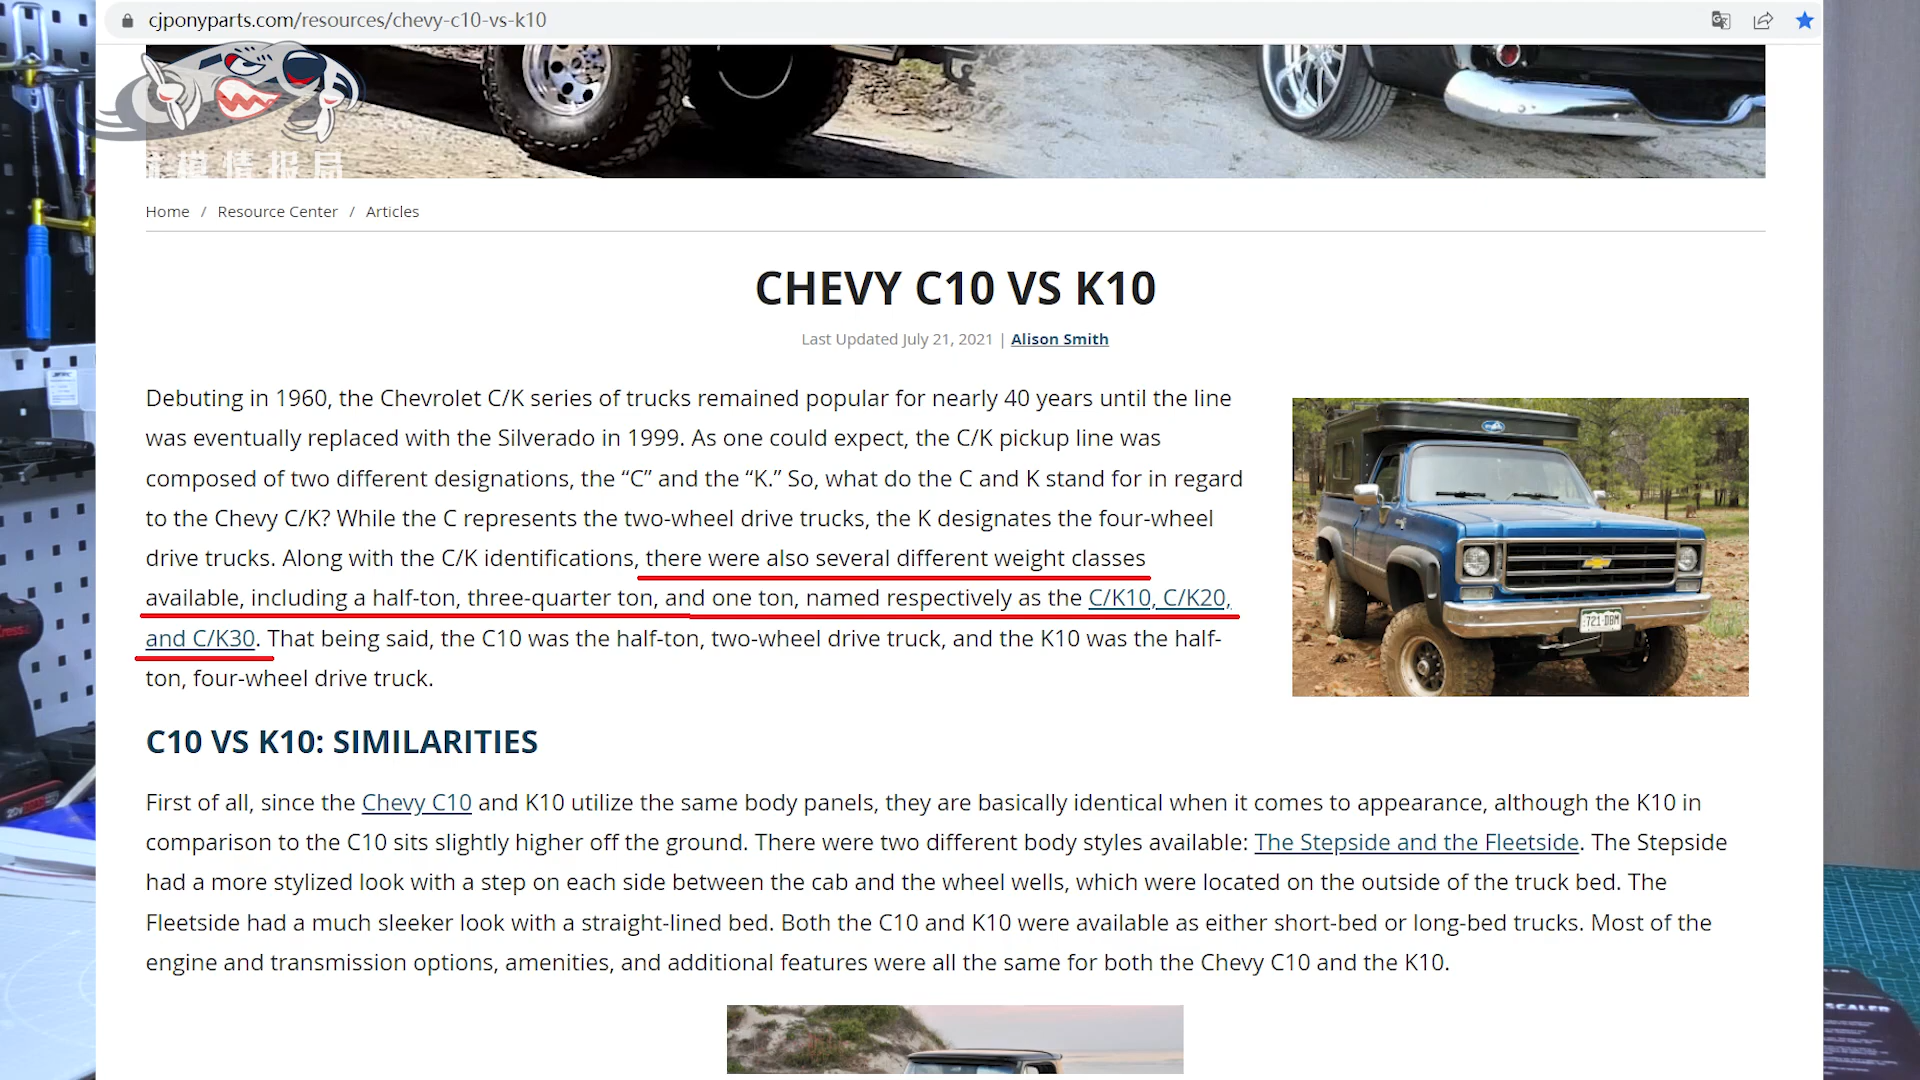 cjponyparts.com/resources/chevy-c10-vs-k10
模情报局
Home / Resource Center / Articles
CHEVY C10 VS K10
Last Updated July 21, 2021 | Alison Smith
Debuting in 1960, the Chevrolet C/K series of trucks remained popular for nearly 40 years until the line
was eventually replaced with the Silverado in 1999. As one could expect, the C/K pickup line was
composed of two different designations, the “C” and the “K.” So, what do the C and K stand for in regard
to the Chevy C/K? While the C represents the two-wheel drive trucks, the K designates the four-wheel
drive trucks. Along with the C/K identifications, there were also several different weight classes
available, including a half-ton, three-quarter ton, and one ton, named respectively as the C/K10, C/K20,
and C/K30. That being said, the C10 was the half-ton, two-wheel drive truck, and the K10 was the half-
ton, four-wheel drive truck.
721·DBM
C10 VS K10: SIMILARITIES
First of all, since the Chevy C10 and K10 utilize the same body panels, they are basically identical when it comes to appearance, although the K10 in
comparison to the C10 sits slightly higher off the ground. There were two different body styles available: The Stepside and the Fleetside. The Stepside
had a more stylized look with a step on each side between the cab and the wheel wells, which were located on the outside of the truck bed. The
Fleetside had a much sleeker look with a straight-lined bed. Both the C10 and K10 were available as either short-bed or long-bed trucks. Most of the
engine and transmission options, amenities, and additional features were all the same for both the Chevy C10 and the K10.
SCALER